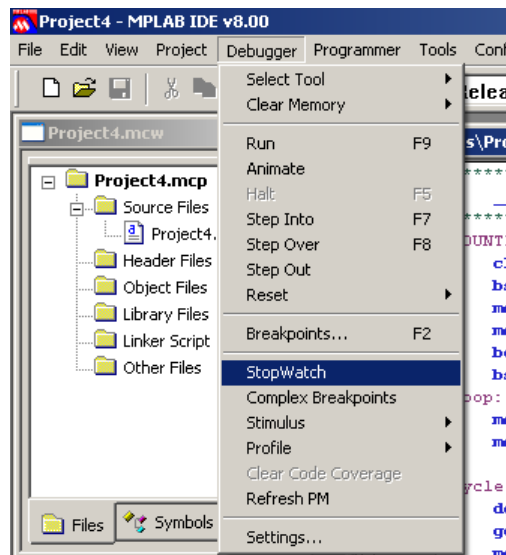 Project4 - MPLAB IDE v8.00
File Edit View Project Debugger Programmer Tools
Project4.mcw
Project4.mcp
Source Files
Project4.
Header Files
Object Files
Library Files
Linker Script
Other Files
Files Symbols
Select Tool
Clear Memory
Run F9
Animate
Halt F5
Step Into F7
Step Over F8
Step Out
Reset
Breakpoints... F2
StopWatch
Complex Breakpoints
Stimulus
Profile
Clear Code Coverage
Refresh PM
Settings...